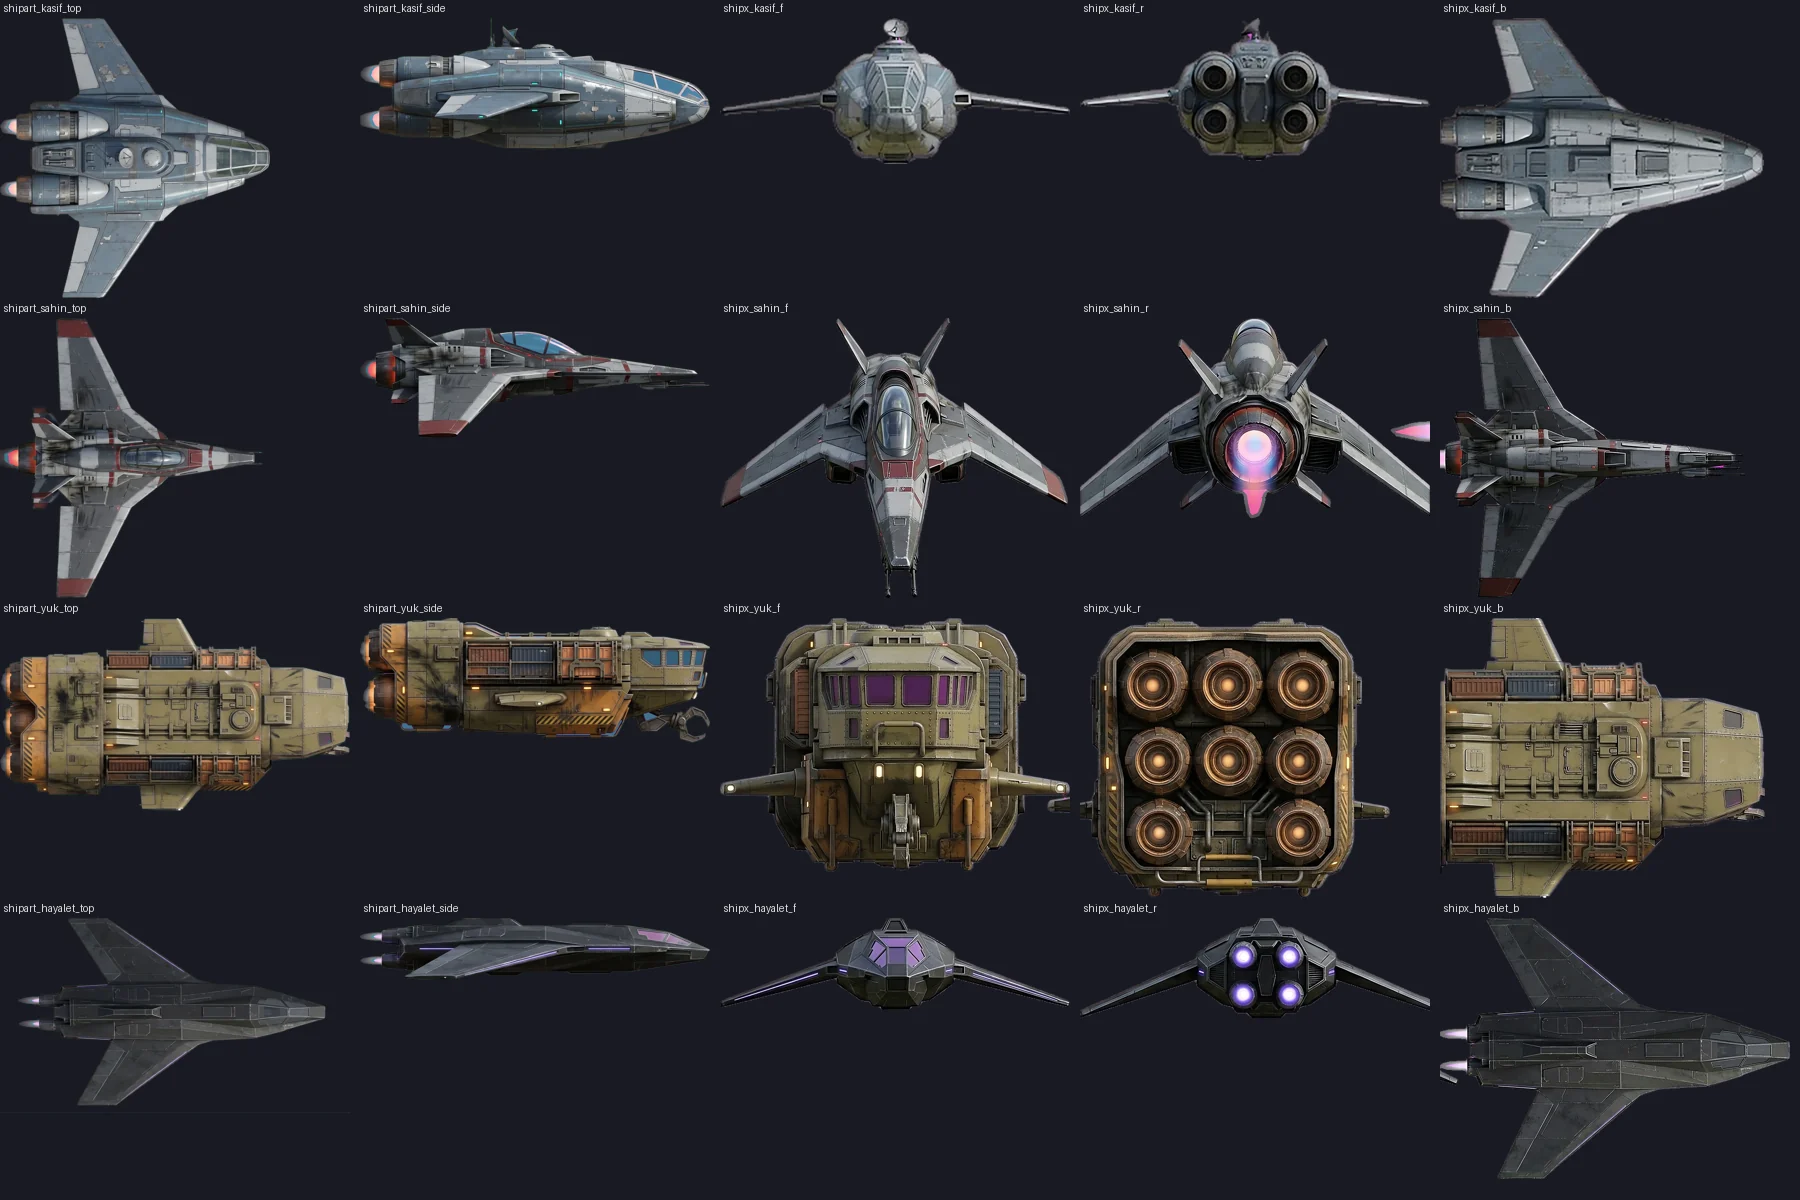 shipart_kasif_top
shipart_kasif_side
shipx_kasif_f
shipx_kasif_r
shipx_kasif_b
shipart_sahin_top
shipart_sahin_side
shipx_sahin_f
shipx_sahin_r
shipx_sahin_b
shipart_yuk_top
shipart_yuk_side
shipx_yuk_f
shipx_yuk_r
shipx_yuk_b
shipart_hayalet_top
shipart_hayalet_side
shipx_hayalet_f
shipx_hayalet_r
shipx_hayalet_b